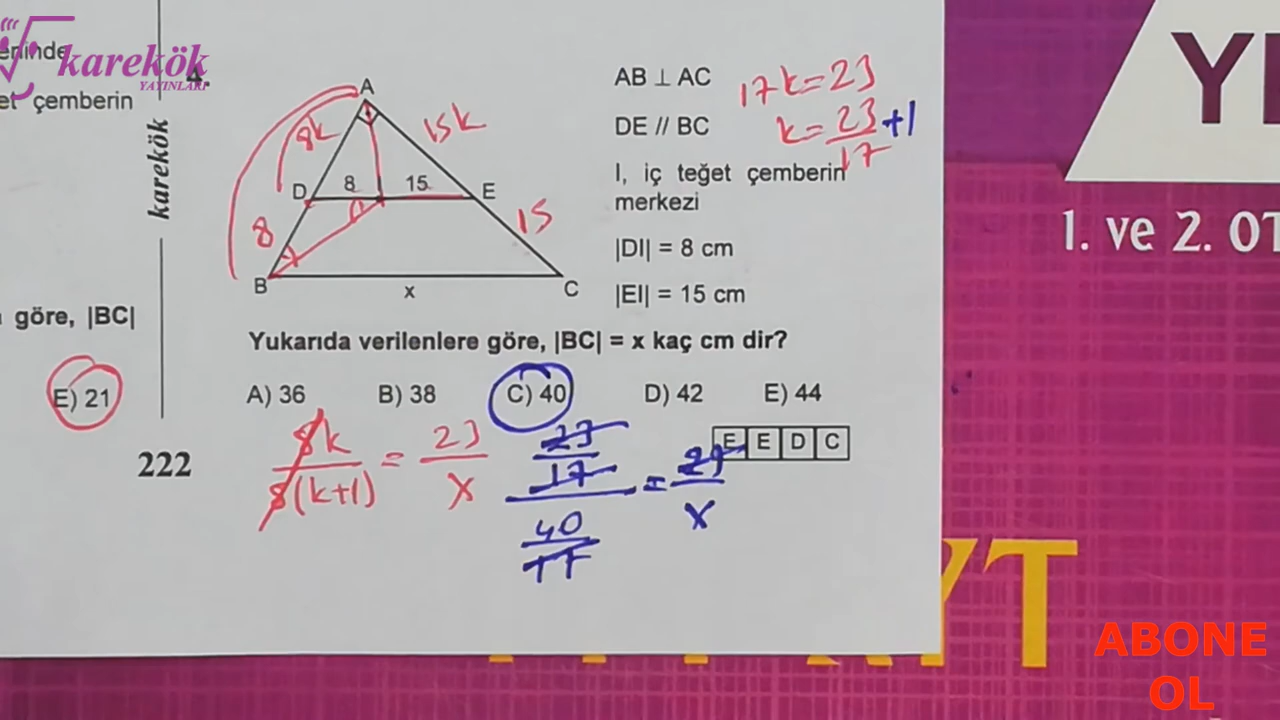 karekök
YAYINLARI
eninde
et çemberin
göre, |BC|
E) 21
222
karekök
4.
A
8k
15k
D
8
15
E
8
15
B
x
C
AB ⊥ AC
DE // BC
I, iç teğet çemberin
merkezi
|DI| = 8 cm
|EI| = 15 cm
17k=23
k=23/17+1
Yukarıda verilenlere göre, |BC| = x kaç cm dir?
A) 36 B) 38 C) 40 D) 42 E) 44
E E D C
8k/8(k+1) = 23/x
23/17 / 40/17 = 23/x
1. ve 2. OT
YT
ABONE
OL